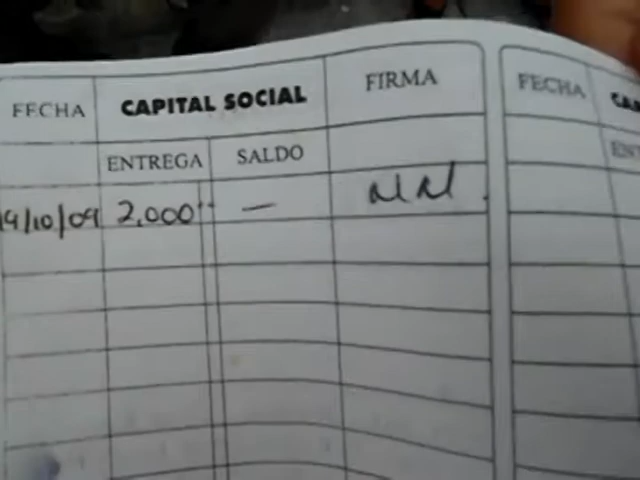 FECHA CAPITAL SOCIAL FIRMA FECHA
ENTREGA SALDO
19/10/09 2,000 —